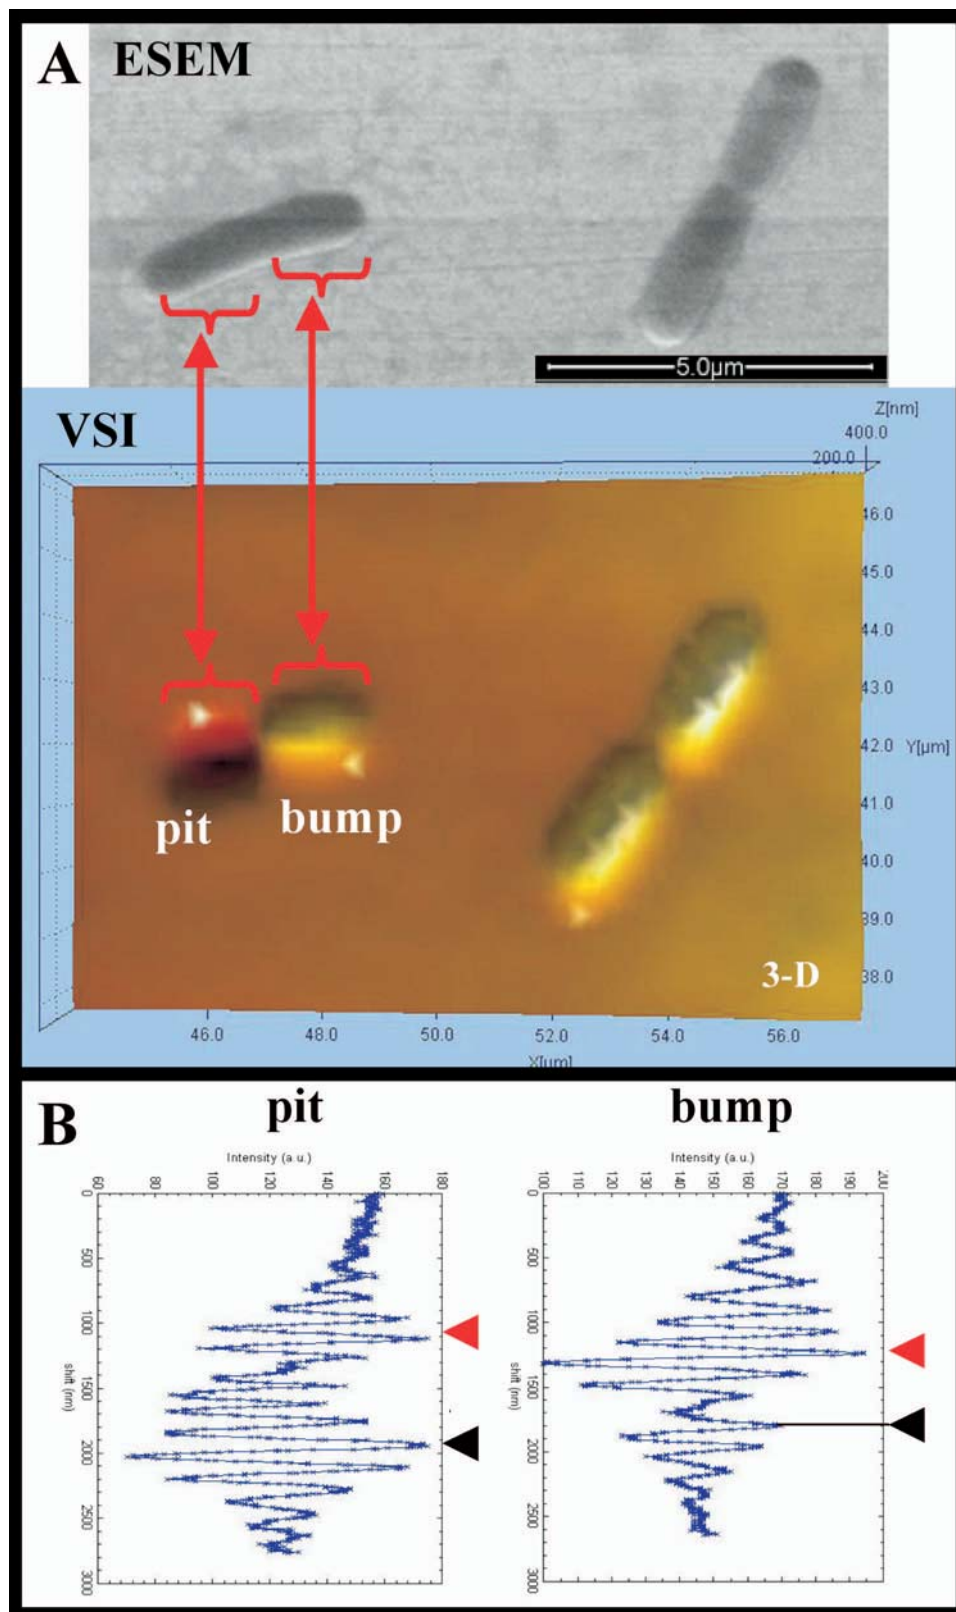 A ESEM
5.0µm
VSI
Z[nm]
400.0
200.0
46.0
45.0
44.0
43.0
42.0
Y[µm]
41.0
40.0
39.0
38.0
pit
bump
3-D
46.0 48.0 50.0 52.0 54.0 56.0
X[µm]
B pit bump
Intensity (a.u.) Intensity (a.u.)
60 80 100 120 140 160 180
100 110 120 130 140 150 160 170 180 190 200
0 500 1000 1500 2000 2500 3000
shift (nm)
0 500 1000 1500 2000 2500 3000
shift (nm)